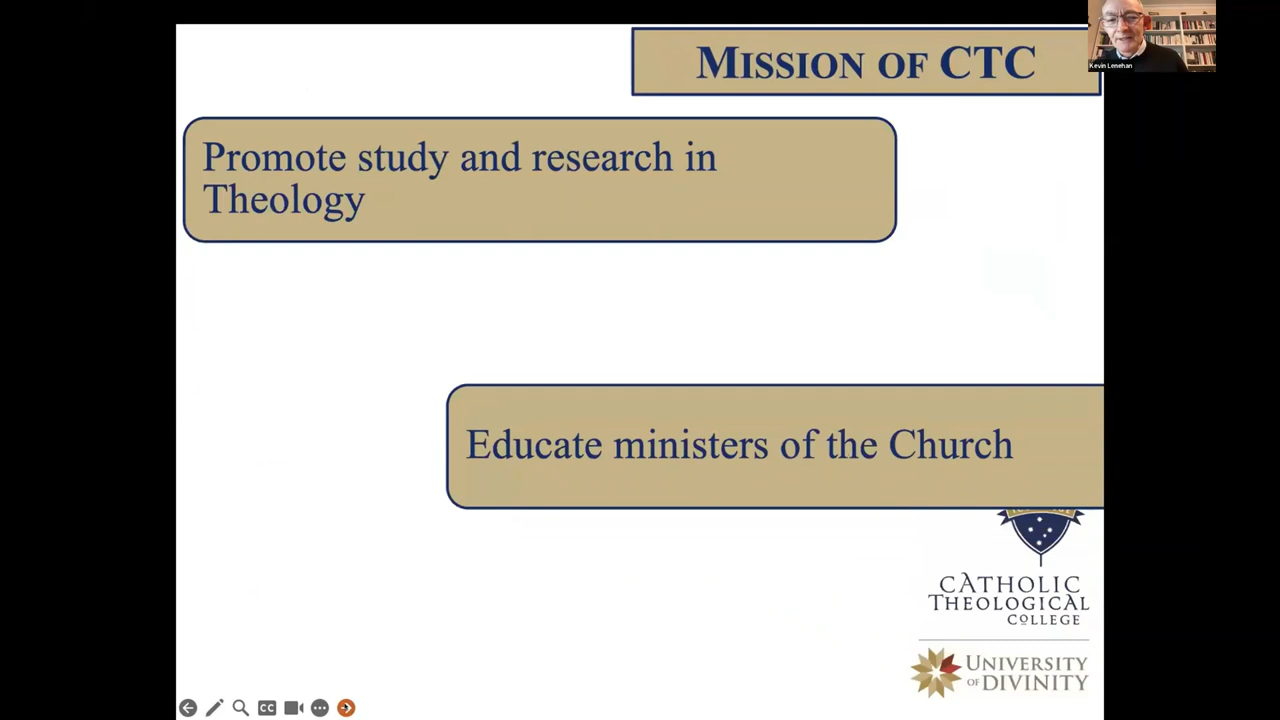 MISSION OF CTC
Kevin Lenehan
Promote study and research in
Theology
Educate ministers of the Church
CATHOLIC
THEOLOGICAL
COLLEGE
UNIVERSITY
OF DIVINITY
CC